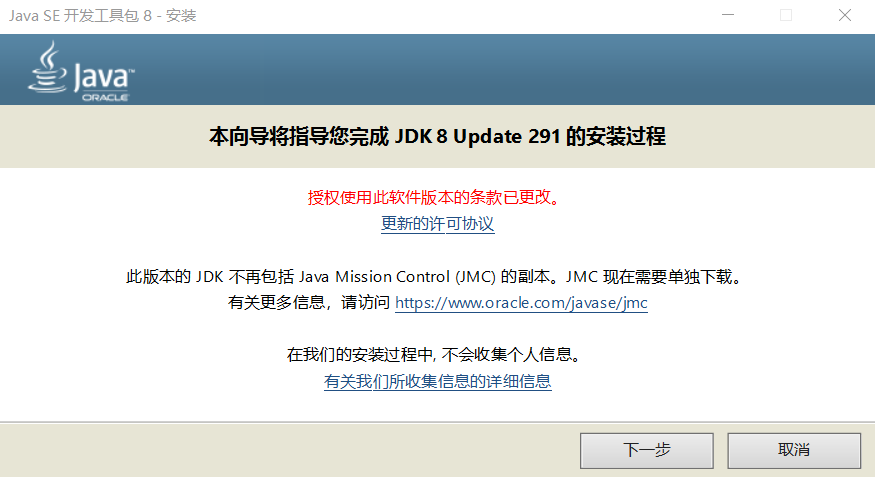 Java SE 开发工具包 8 - 安装
Java™
ORACLE
本向导将指导您完成 JDK 8 Update 291 的安装过程
授权使用此软件版本的条款已更改。
更新的许可协议
此版本的 JDK 不再包括 Java Mission Control (JMC) 的副本。JMC 现在需要单独下载。
有关更多信息，请访问 https://www.oracle.com/javase/jmc
在我们的安装过程中, 不会收集个人信息。
有关我们所收集信息的详细信息
下一步
取消